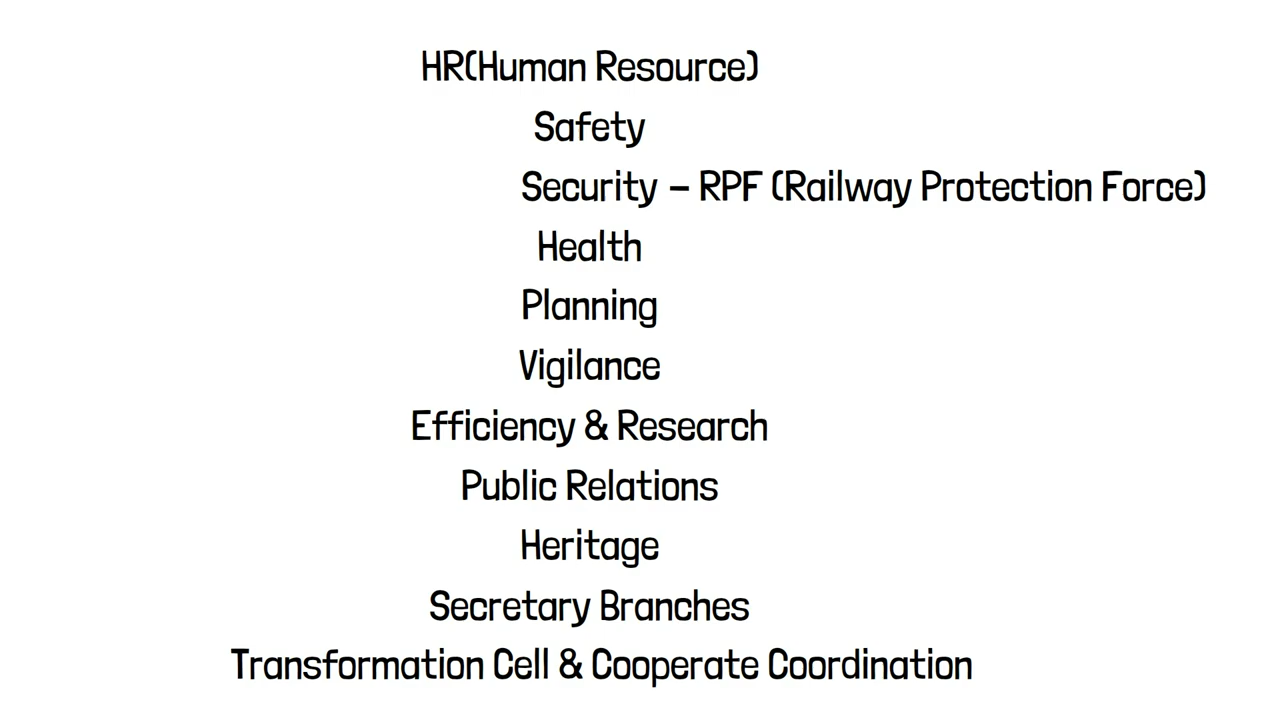 HR(Human Resource)
Safety
Security – RPF (Railway Protection Force)
Health
Planning
Vigilance
Efficiency & Research
Public Relations
Heritage
Secretary Branches
Transformation Cell & Cooperate Coordination